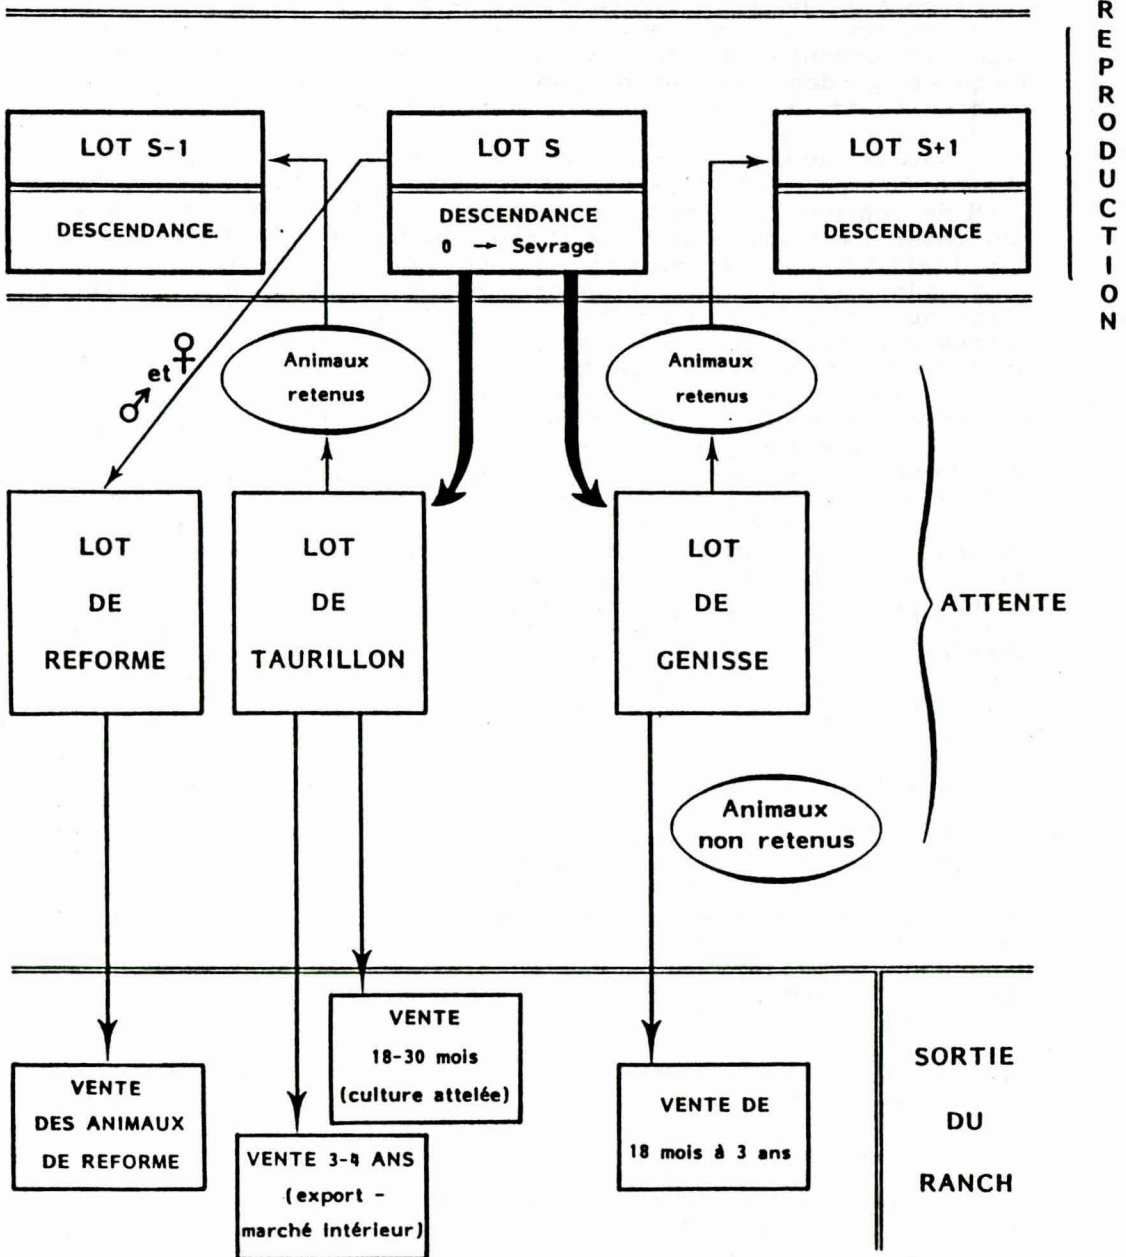 REPRODUCTION
LOT S-1
DESCENDANCE.
LOT S
DESCENDANCE
0 → Sevrage
LOT S+1
DESCENDANCE
♂ et ♀
Animaux
retenus
Animaux
retenus
LOT
DE
REFORME
LOT
DE
TAURILLON
LOT
DE
GENISSE
ATTENTE
Animaux
non retenus
VENTE
DES ANIMAUX
DE REFORME
VENTE 3-4 ANS
(export -
marché intérieur)
VENTE
18-30 mois
(culture attelée)
VENTE DE
18 mois à 3 ans
SORTIE
DU
RANCH